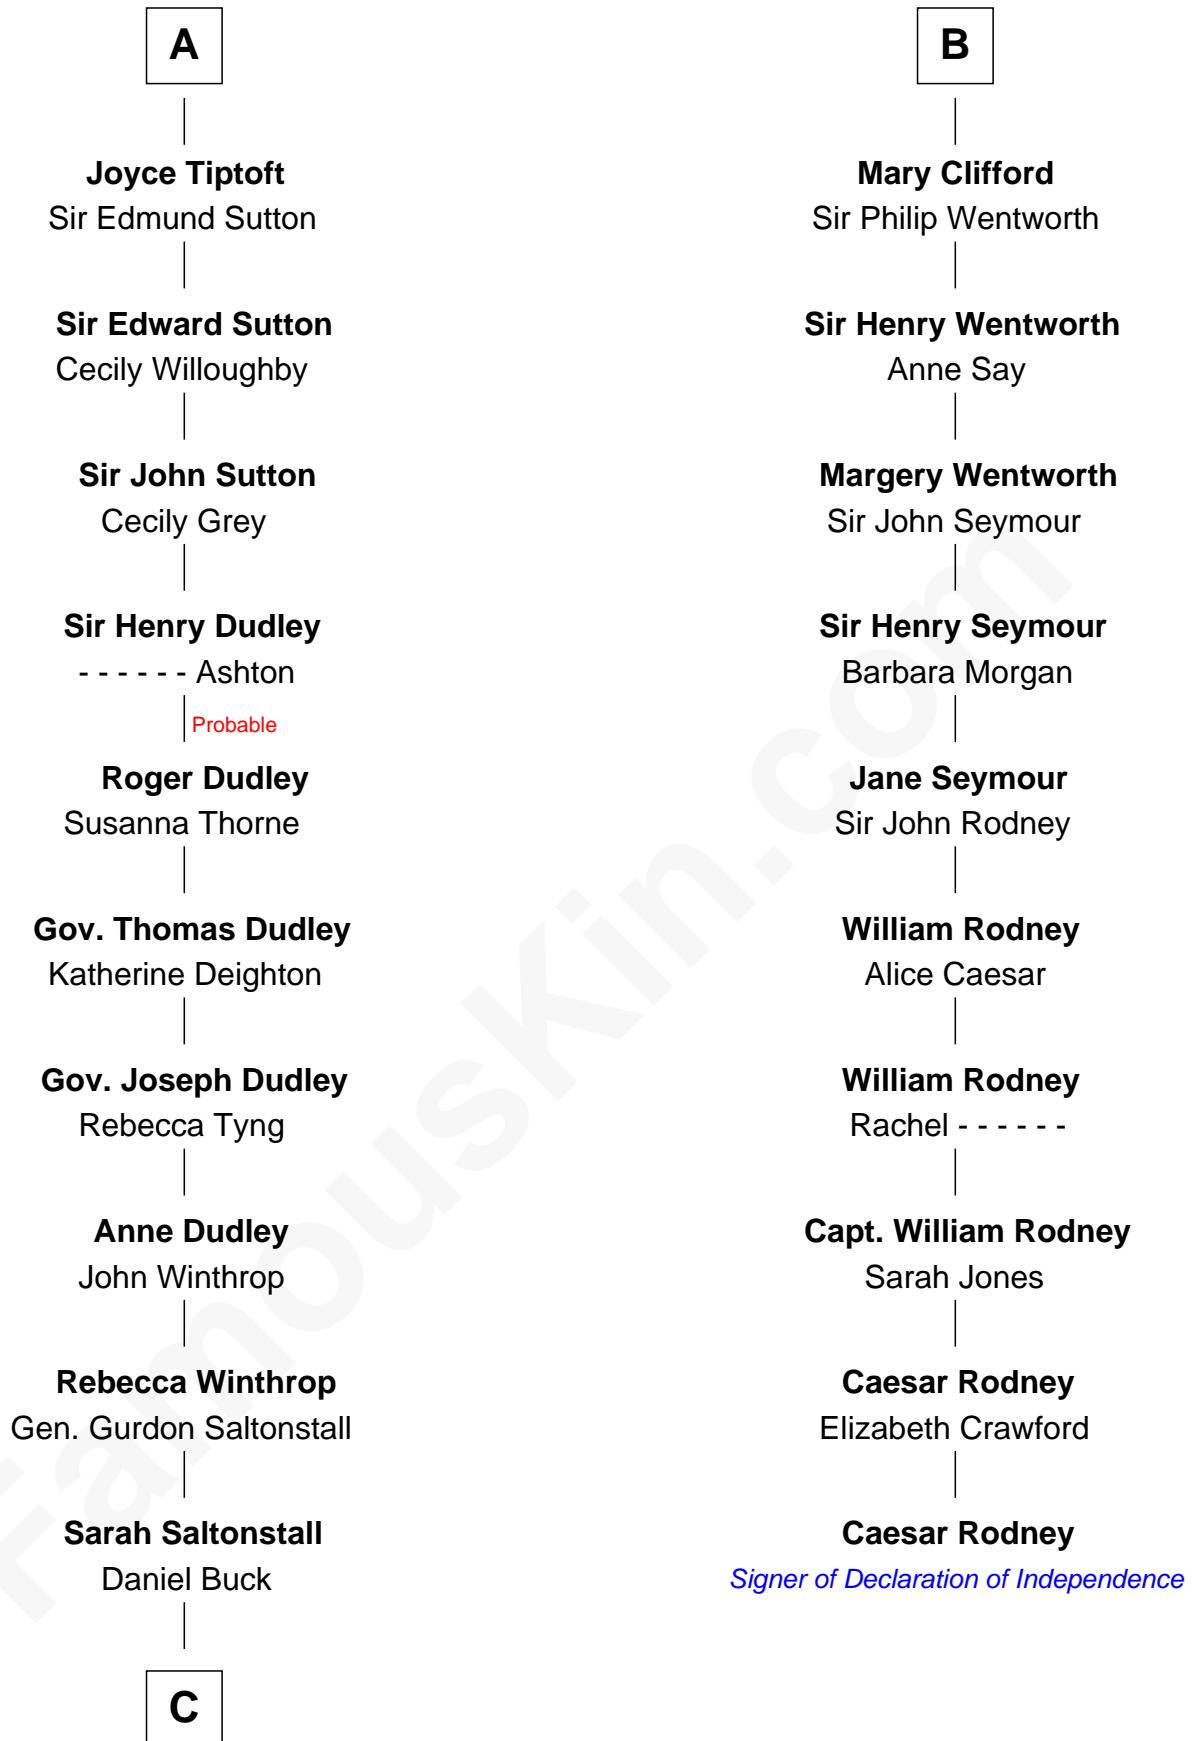 A
Joyce Tiptoft
Sir Edmund Sutton
Sir Edward Sutton
Cecily Willoughby
Sir John Sutton
Cecily Grey
Sir Henry Dudley
- - - - - - Ashton
Probable
Roger Dudley
Susanna Thorne
Gov. Thomas Dudley
Katherine Deighton
Gov. Joseph Dudley
Rebecca Tyng
Anne Dudley
John Winthrop
Rebecca Winthrop
Gen. Gurdon Saltonstall
Sarah Saltonstall
Daniel Buck
C
B
Mary Clifford
Sir Philip Wentworth
Sir Henry Wentworth
Anne Say
Margery Wentworth
Sir John Seymour
Sir Henry Seymour
Barbara Morgan
Jane Seymour
Sir John Rodney
William Rodney
Alice Caesar
William Rodney
Rachel - - - - - -
Capt. William Rodney
Sarah Jones
Caesar Rodney
Elizabeth Crawford
Caesar Rodney
Signer of Declaration of Independence
FamousKin.com